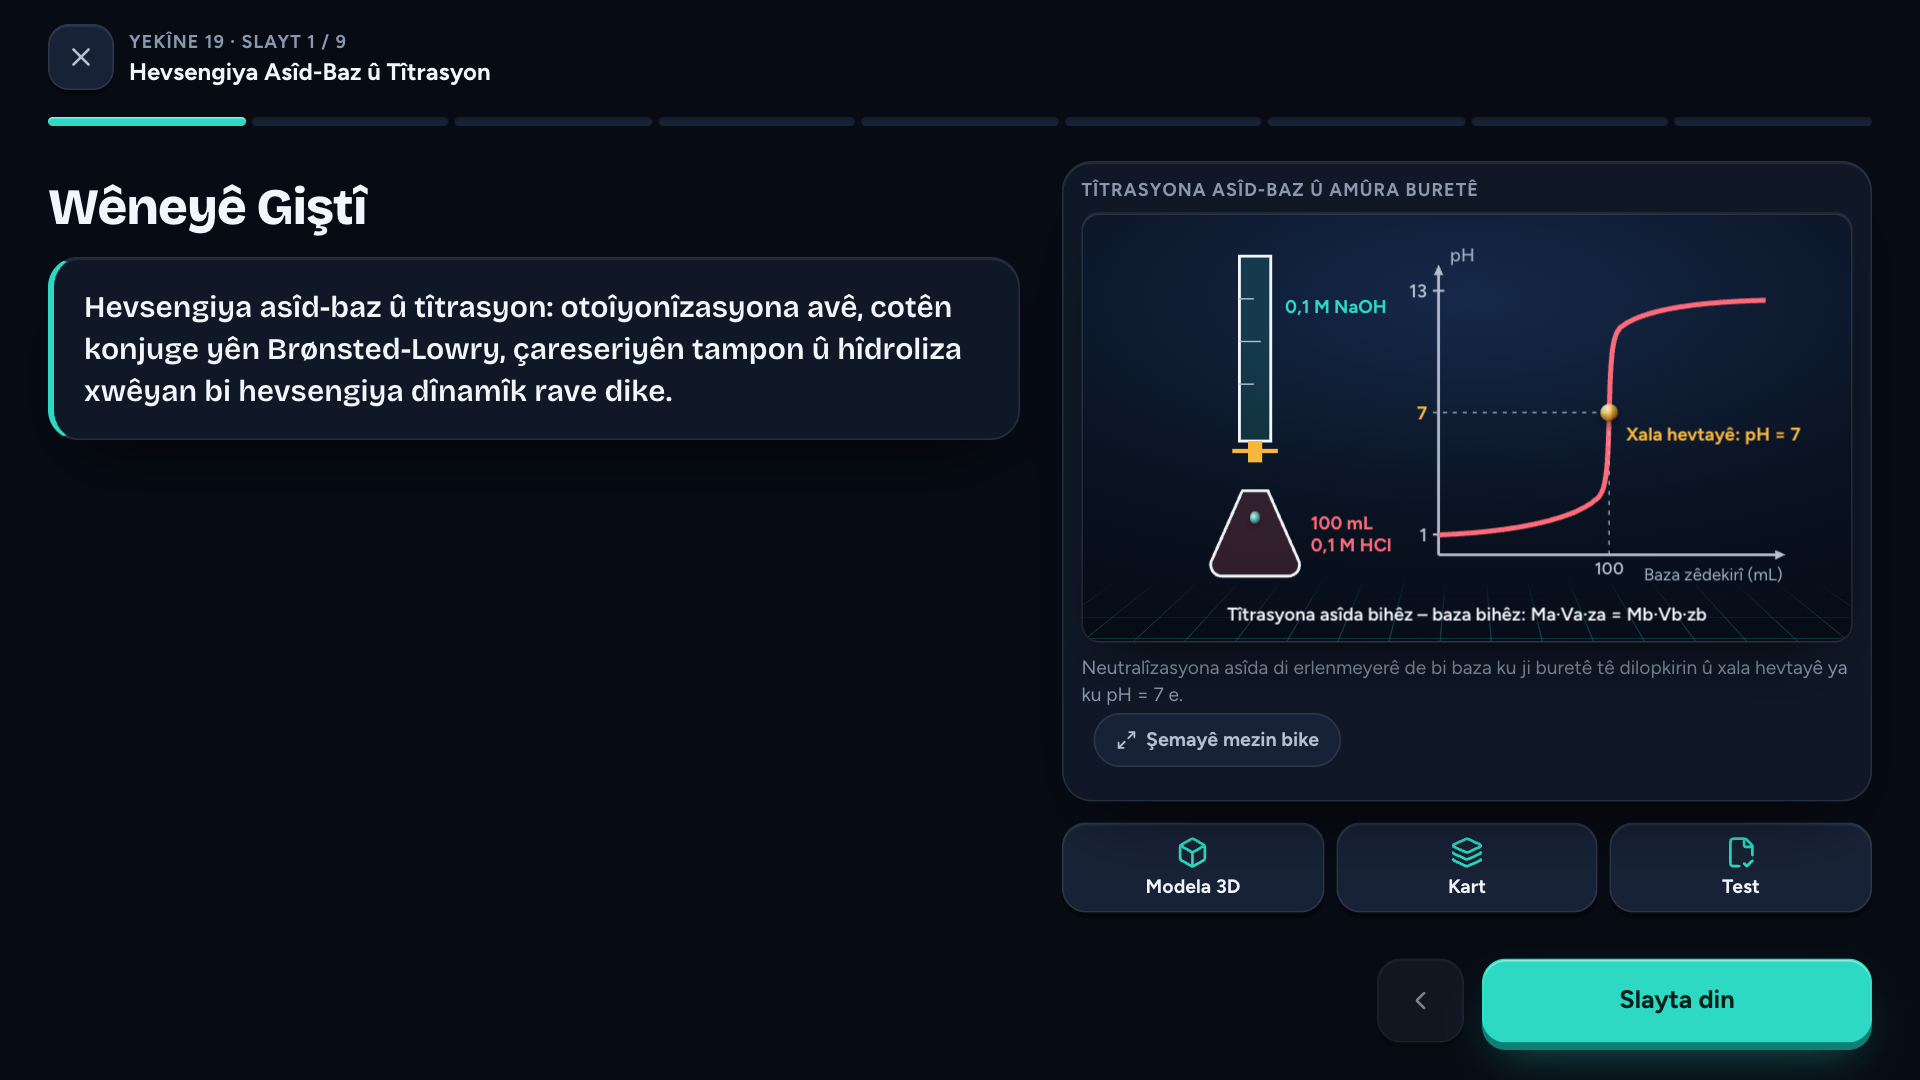 YEKÎNE 19 · SLAYT 1 / 9
Hevsengiya Asîd-Baz û Tîtrasyon
Wêneyê Giştî
Hevsengiya asîd-baz û tîtrasyon: otoîyonîzasyona avê, cotên
konjuge yên Brønsted-Lowry, çareseriyên tampon û hîdroliza
xwêyan bi hevsengiya dînamîk rave dike.
TÎTRASYONA ASÎD-BAZ Û AMÛRA BURETÊ
pH
13
0,1 M NaOH
7
Xala hevtayê: pH = 7
100 mL
0,1 M HCl
1
100
Baza zêdekirî (mL)
Tîtrasyona asîda bihêz – baza bihêz: Ma·Va·za = Mb·Vb·zb
Neutralîzasyona asîda di erlenmeyerê de bi baza ku ji buretê tê dilopkirin û xala hevtayê ya
ku pH = 7 e.
Şemayê mezin bike
Modela 3D
Kart
Test
Slayta din